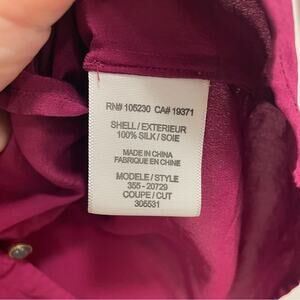 RN# 105230 CA# 19371
SHELL / EXTERIEUR
100% SILK / SOIE
MADE IN CHINA
FABRIQUE EN CHINE
MODELE / STYLE
355 - 20729
COUPE / CUT
305531